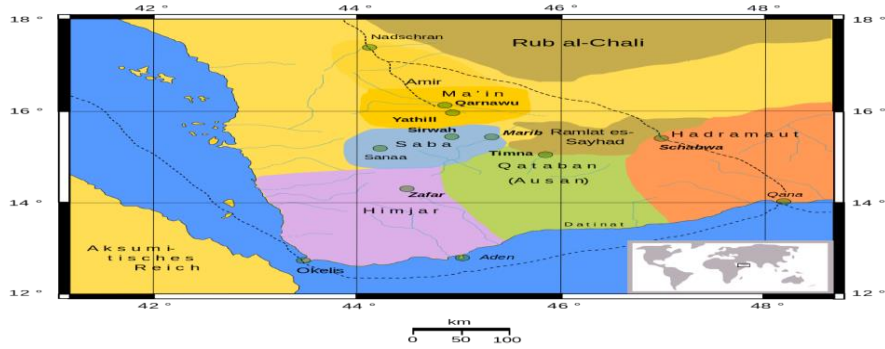 42 °
44 °
46 °
48 °
18 °
18 °
Nadschran
Rub al-Chali
Amir
Ma'in
Qarnawu
16 °
16 °
Yathill
Sirwah
Marib
Ramlat es-
Sayhad
Hadramaut
Saba
Schabwa
Sanaa
Timna
Qataban
(Ausan)
Zafar
Qana
14 °
14 °
Himjar
Datinat
Aksumi-
tisches
Reich
Okelis
Aden
12 °
12 °
42 °
44 °
46 °
48 °
km
0 50 100